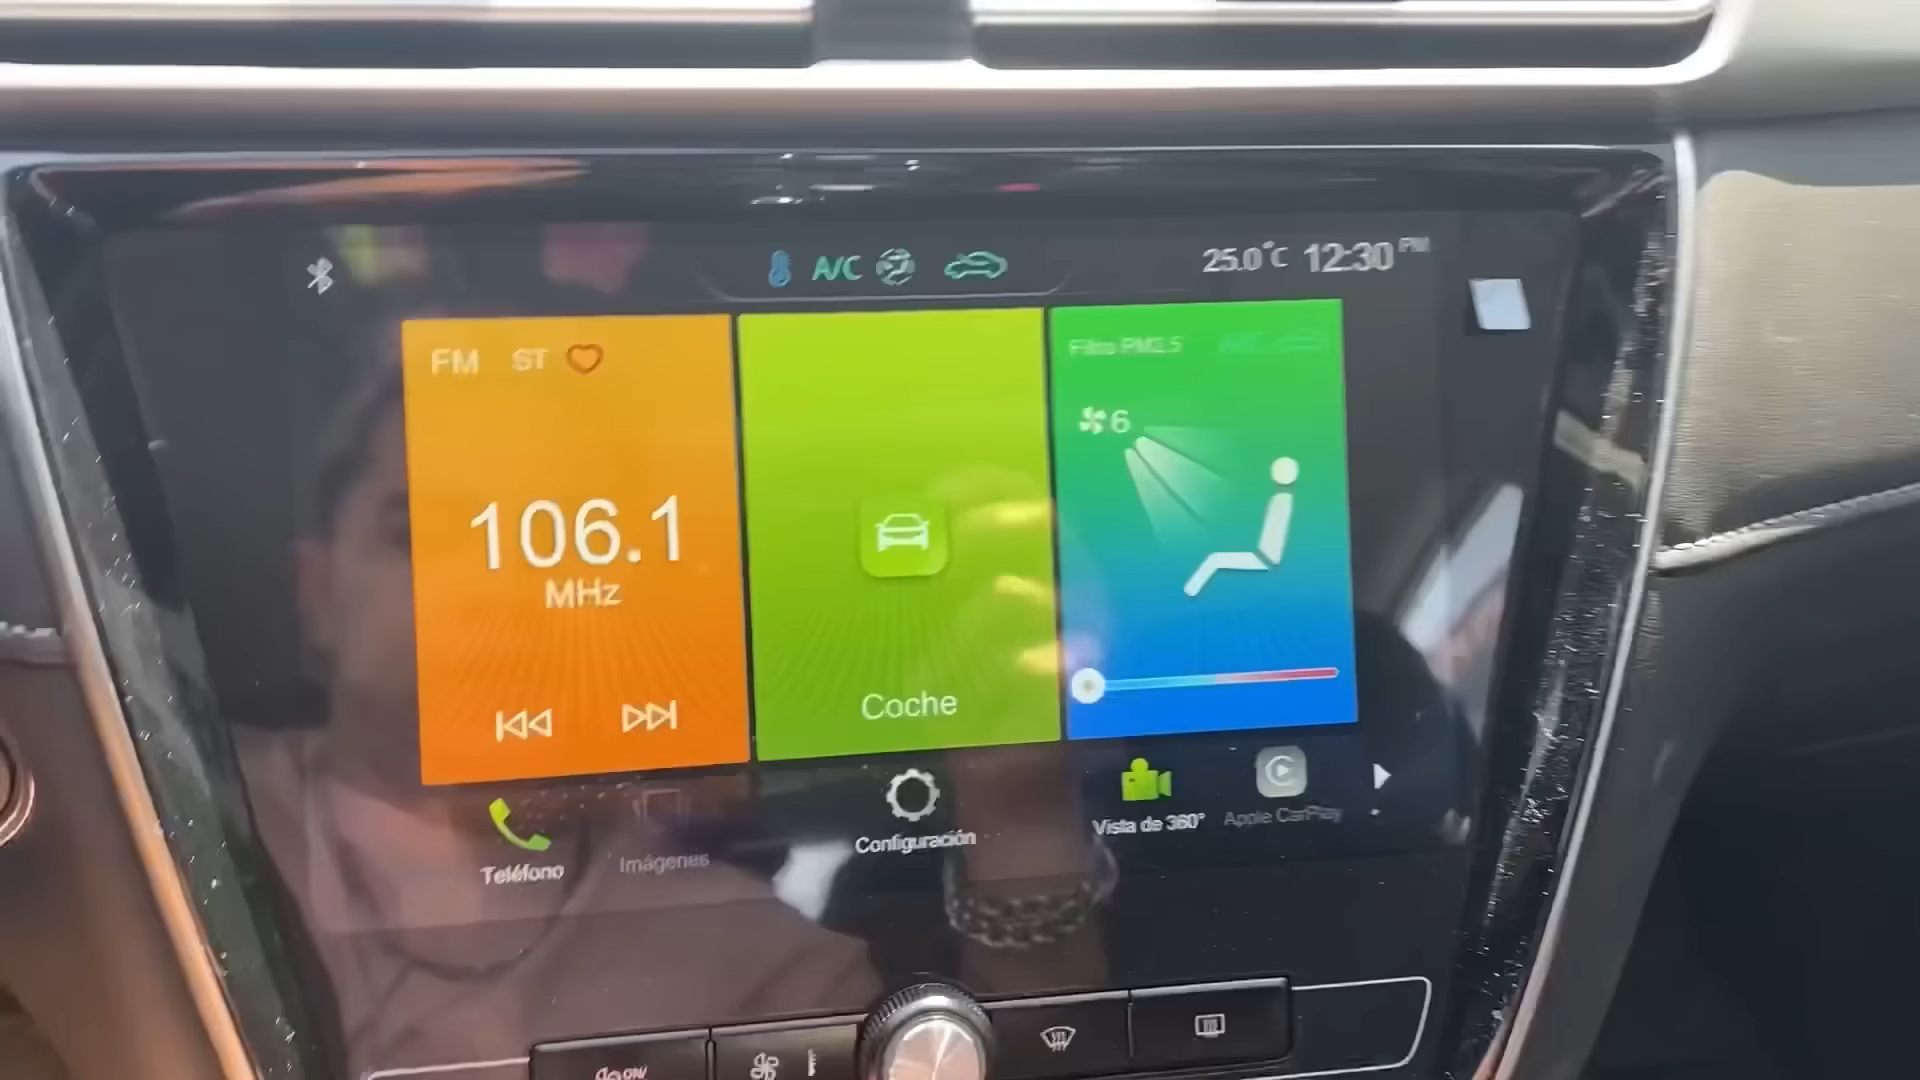 A/C
25.0°C 12:30 PM
FM ST
106.1
MHz
Coche
Filtro PM2.5
6
Teléfono
Imágenes
Configuración
Vista de 360°
Apple CarPlay
ON/